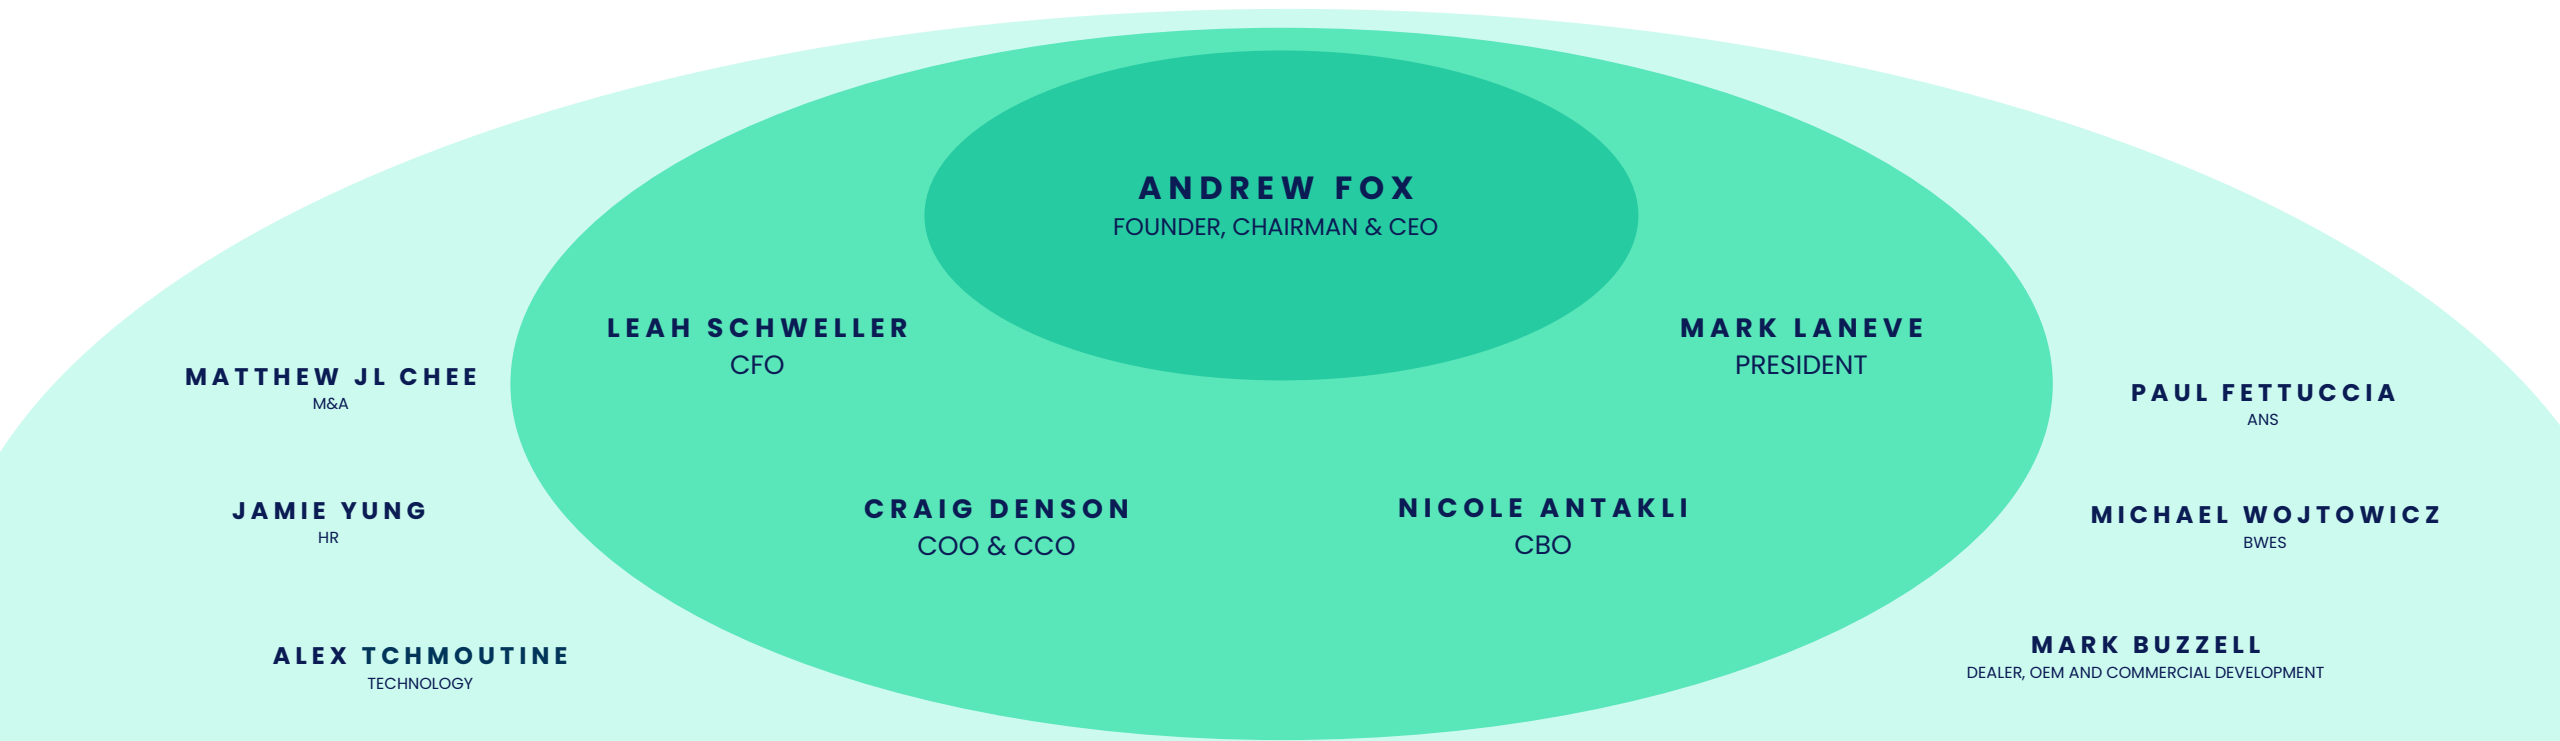 ANDREW FOX
FOUNDER, CHAIRMAN & CEO
LEAH SCHWELLER
CFO
MARK LANEVE
PRESIDENT
CRAIG DENSON
COO & CCO
NICOLE ANTAKLI
CBO
MATTHEW JL CHEE
M&A
JAMIE YUNG
HR
ALEX TCHMOUTINE
TECHNOLOGY
PAUL FETTUCCIA
ANS
MICHAEL WOJTOWICZ
BWES
MARK BUZZELL
DEALER, OEM AND COMMERCIAL DEVELOPMENT